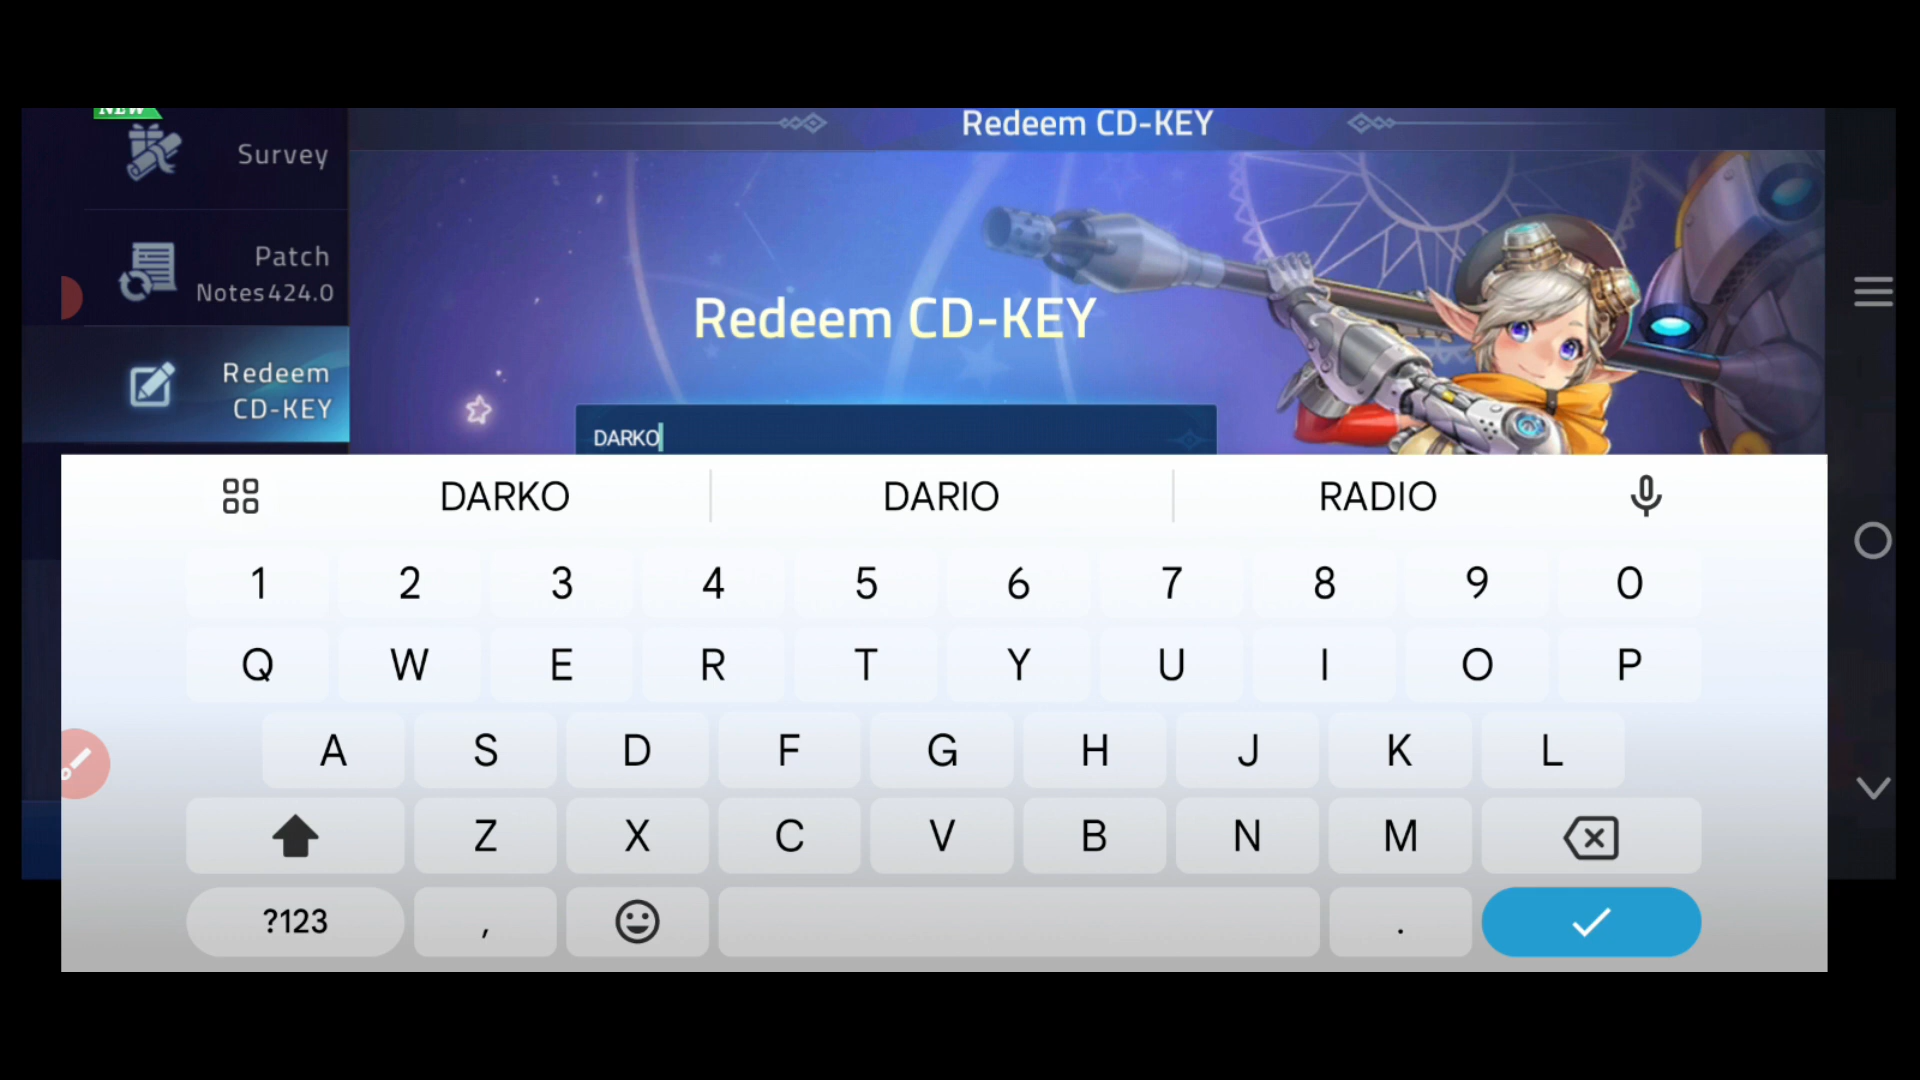 NEW
Survey
Patch
Notes424.0
Redeem
CD-KEY
Redeem CD-KEY
Redeem CD-KEY
DARKO
DARKO DARIO RADIO
1 2 3 4 5 6 7 8 9 0
Q W E R T Y U I O P
A S D F G H J K L
Z X C V B N M
?123 , .